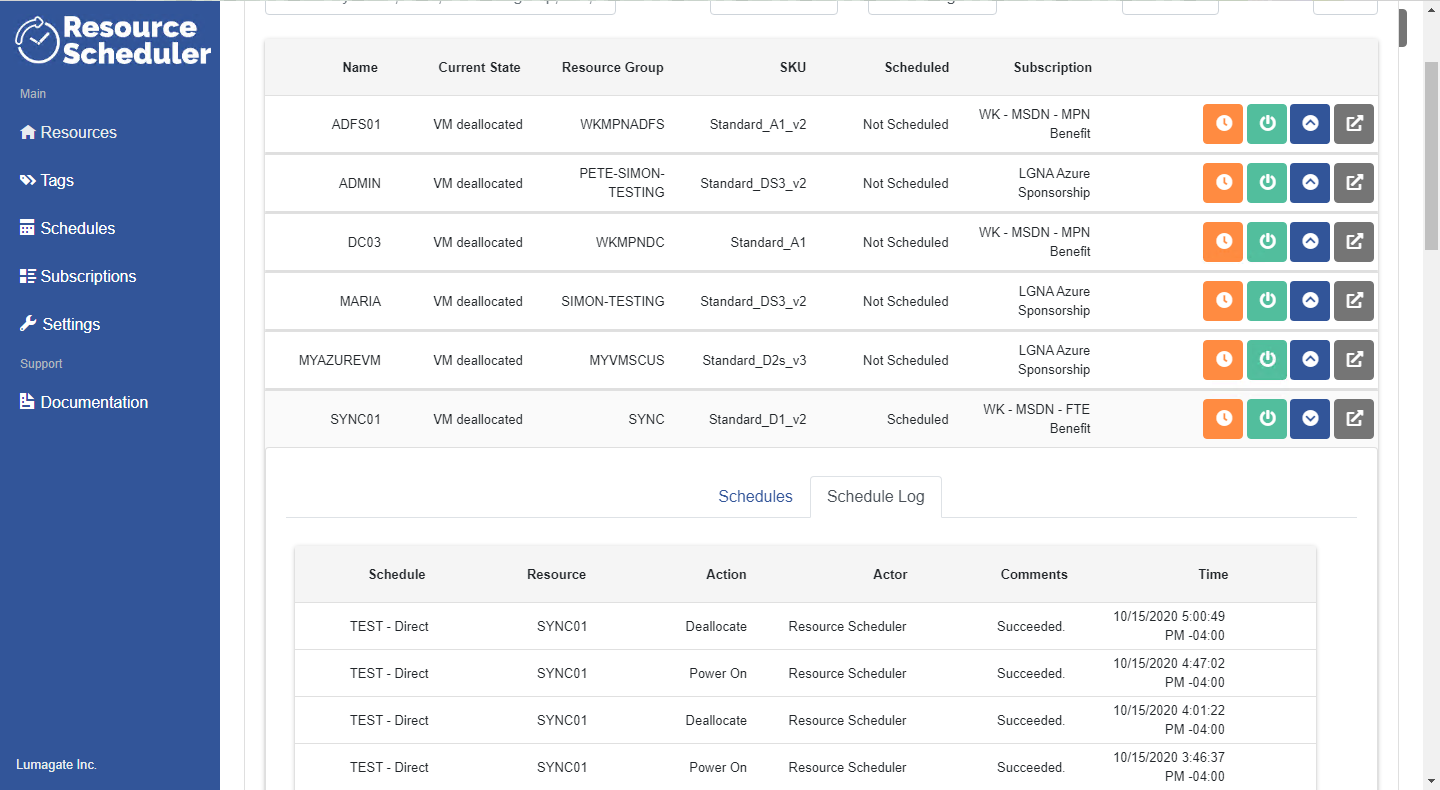 Resource
Scheduler
Main
Resources
Tags
Schedules
Subscriptions
Settings
Support
Documentation
Lumagate Inc.
Name Current State Resource Group SKU Scheduled Subscription
ADFS01 VM deallocated WKMPNADFS Standard_A1_v2 Not Scheduled WK - MSDN - MPN
Benefit
ADMIN VM deallocated PETE-SIMON-
TESTING Standard_DS3_v2 Not Scheduled LGNA Azure
Sponsorship
DC03 VM deallocated WKMPNDC Standard_A1 Not Scheduled WK - MSDN - MPN
Benefit
MARIA VM deallocated SIMON-TESTING Standard_DS3_v2 Not Scheduled LGNA Azure
Sponsorship
MYAZUREVM VM deallocated MYVMSCUS Standard_D2s_v3 Not Scheduled LGNA Azure
Sponsorship
SYNC01 VM deallocated SYNC Standard_D1_v2 Scheduled WK - MSDN - FTE
Benefit
Schedules Schedule Log
Schedule Resource Action Actor Comments Time
TEST - Direct SYNC01 Deallocate Resource Scheduler Succeeded. 10/15/2020 5:00:49
PM -04:00
TEST - Direct SYNC01 Power On Resource Scheduler Succeeded. 10/15/2020 4:47:02
PM -04:00
TEST - Direct SYNC01 Deallocate Resource Scheduler Succeeded. 10/15/2020 4:01:22
PM -04:00
TEST - Direct SYNC01 Power On Resource Scheduler Succeeded. 10/15/2020 3:46:37
PM -04:00